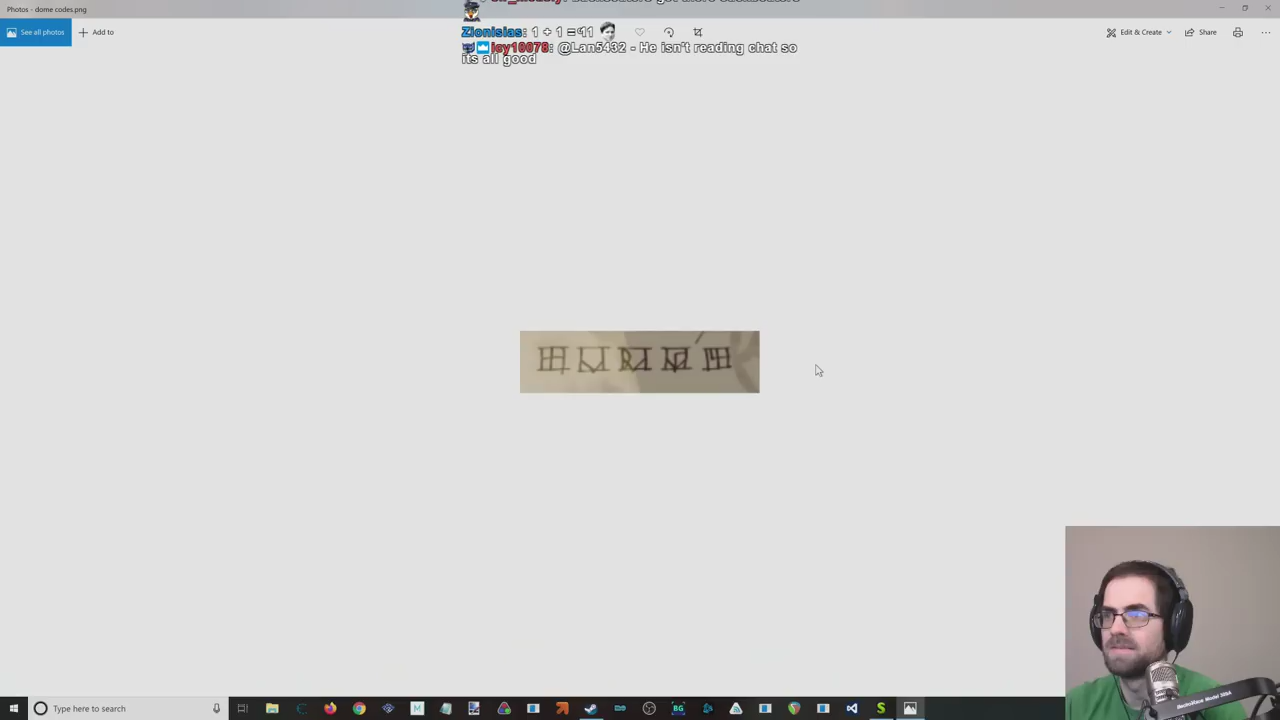 Photos - dome codes.png
See all photos
Add to
Zionisias: 1 + 1 = 11
Edit & Create
Share
joy10078: @Lan5432 - He isn't reading chat so
its all good
Type here to search